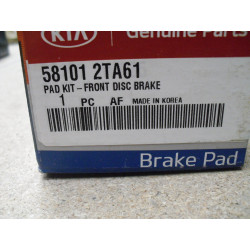 KIA Genuine Parts
58101 2TA61
PAD KIT-FRONT DISC BRAKE
1 PC AF MADE IN KOREA
Brake Pad